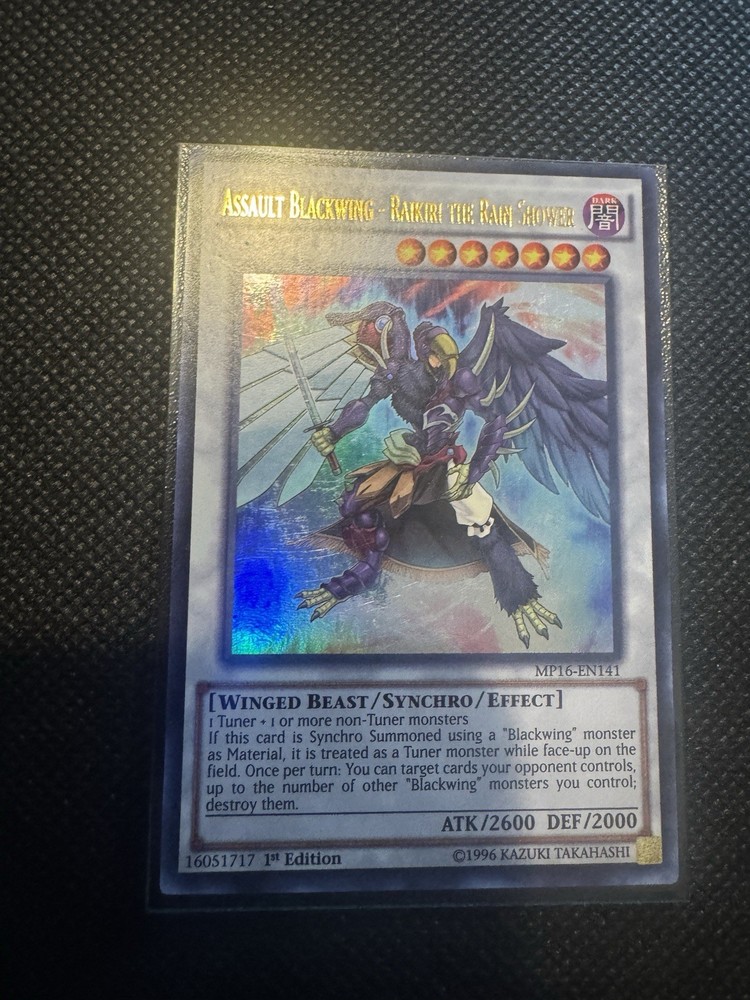 ASSAULT BLACKWING - RAIKIRI THE RAIN SHOWER
DARK
闇
MP16-EN141
[WINGED BEAST/SYNCHRO/EFFECT]
1 Tuner + 1 or more non-Tuner monsters
If this card is Synchro Summoned using a "Blackwing" monster
as Material, it is treated as a Tuner monster while face-up on the
field. Once per turn: You can target cards your opponent controls,
up to the number of other "Blackwing" monsters you control;
destroy them.
ATK/2600 DEF/2000
16051717 1st Edition ©1996 KAZUKI TAKAHASHI